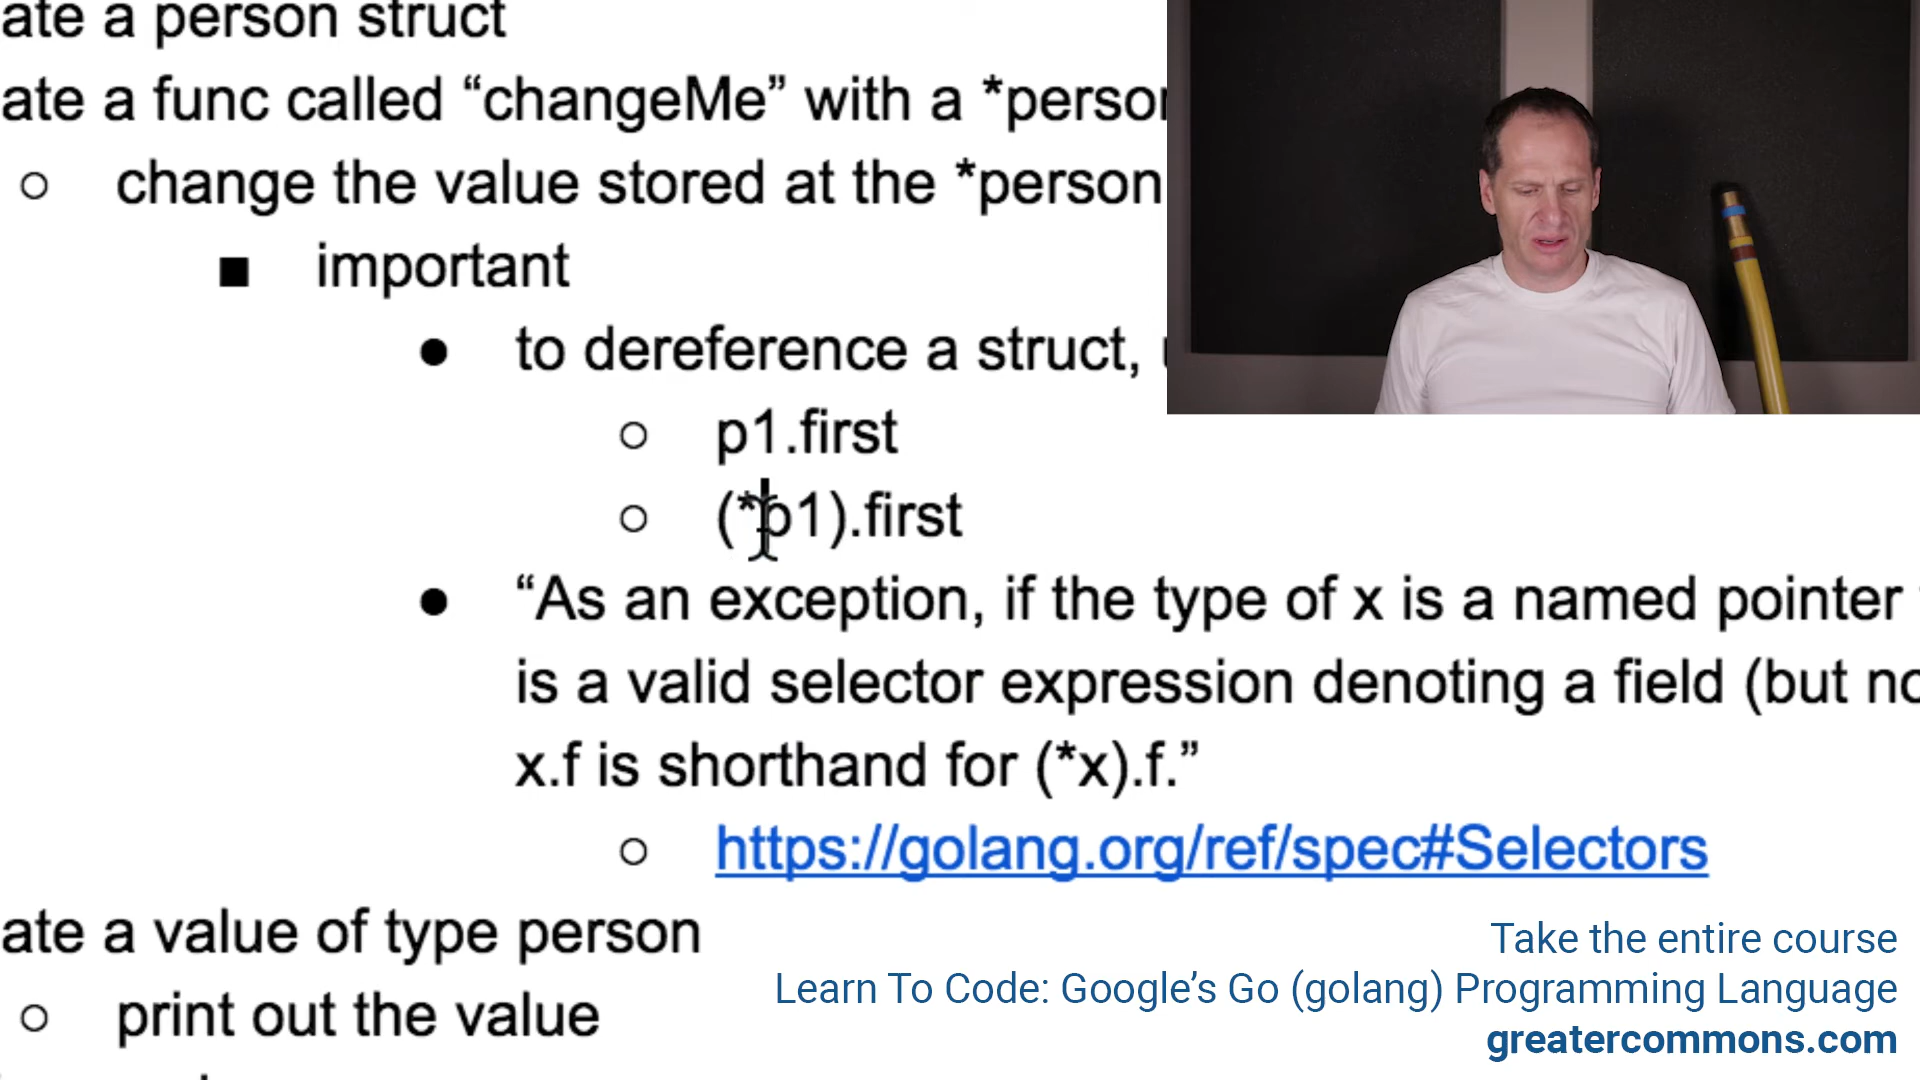 ate a person struct
ate a func called “changeMe” with a *person
○ change the value stored at the *person
■ important
● to dereference a struct,
○ p1.first
○ (*p1).first
● “As an exception, if the type of x is a named pointer
is a valid selector expression denoting a field (but no
x.f is shorthand for (*x).f.”
○ https://golang.org/ref/spec#Selectors
ate a value of type person
○ print out the value
Take the entire course
Learn To Code: Google’s Go (golang) Programming Language
greatercommons.com